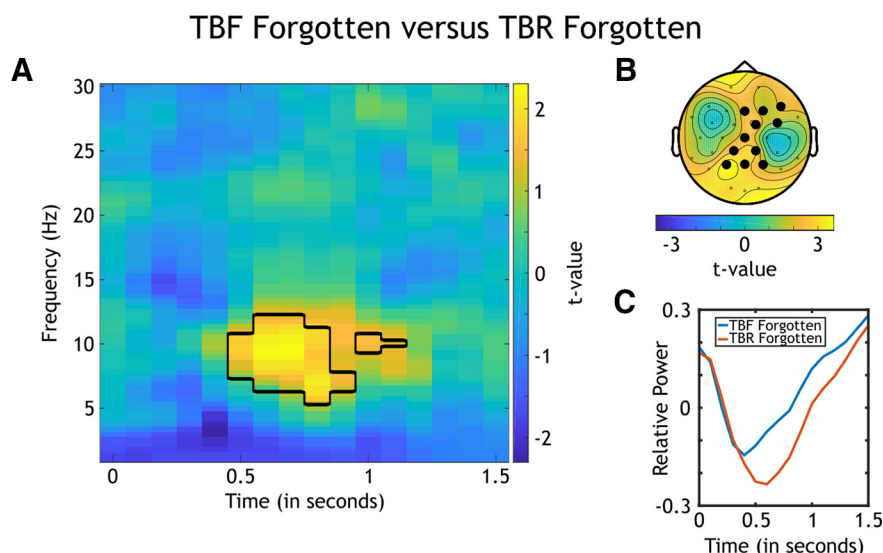 TBF Forgotten versus TBR Forgotten
A
30
25
20
15
10
5
Frequency (Hz)
0
0.5
1
1.5
Time (in seconds)
2
1
0
-1
-2
t-value
B
-3
0
3
t-value
C
0.3
0
-0.3
Relative Power
TBF Forgotten
TBR Forgotten
0
0.5
1
1.5
Time (in seconds)